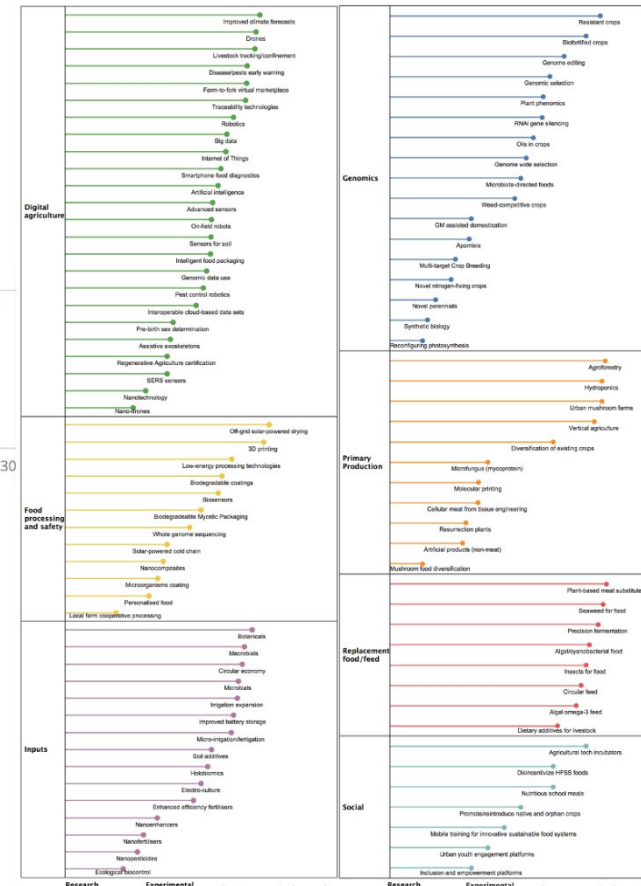 Improved climate forecasts
Drones
Livestock tracking/confinement
Disease/pests early warning
Farm-to-fork virtual marketplace
Traceability technologies
Robotics
Big data
Internet of Things
Smartphone food diagnostics
Artificial intelligence
Digital
agriculture
Advanced sensors
On-field robots
Sensors for soil
Intelligent food packaging
Genomic data use
Pest control robotics
Interoperable cloud-based data sets
Pre-birth sex determination
Assistive exoskeletons
Regenerative Agriculture certification
SERS sensors
Nanotechnology
Nano-drones
Off-grid solar-powered drying
3D printing
30
Low-energy processing technologies
Biodegradable coatings
Biosensors
Food
processing
and safety
Biodegradeable Mycelic Packaging
Whole genome sequencing
Solar-powered cold chain
Nanocomposites
Microorganisms coating
Personalised food
Local farm cooperative processing
Botanicals
Macrobials
Circular economy
Microbials
Irrigation expansion
Improved battery storage
Micro-irrigation/fertigation
Inputs
Soil additives
Holobiomics
Electro-culture
Enhanced efficiency fertilisers
Nanoenhancers
Nanofertilisers
Nanopesticides
Ecological biocontrol
Research
Experimental
Resistant crops
Biofortified crops
Genome editing
Genomic selection
Plant phenomics
RNAi gene silencing
Oils in crops
Genome wide selection
Genomics
Microbiota-directed foods
Weed-competitive crops
GM assisted domestication
Apomixis
Multi-target Crop Breeding
Novel nitrogen-fixing crops
Novel perennials
Synthetic biology
Reconfiguring photosynthesis
Agroforestry
Hydroponics
Urban mushroom farms
Vertical agriculture
Diversification of existing crops
Primary
Production
Microfungus (mycoprotein)
Molecular printing
Cellular meat from tissue-engineering
Resurrection plants
Artificial products (non-meat)
Mushroom food diversification
Plant-based meat substitute
Seaweed for food
Precision fermentation
Replacement
food/feed
Algal/cyanobacterial food
Insects for food
Circular feed
Algal omega-3 feed
Dietary additives for livestock
Agricultural tech incubators
Disincentivize HFSS foods
Nutritious school meals
Social
Promote/reintroduce native and orphan crops
Mobile training for innovative sustainable food systems
Urban youth engagement platforms
Inclusion and empowerment platforms
Research
Experimental